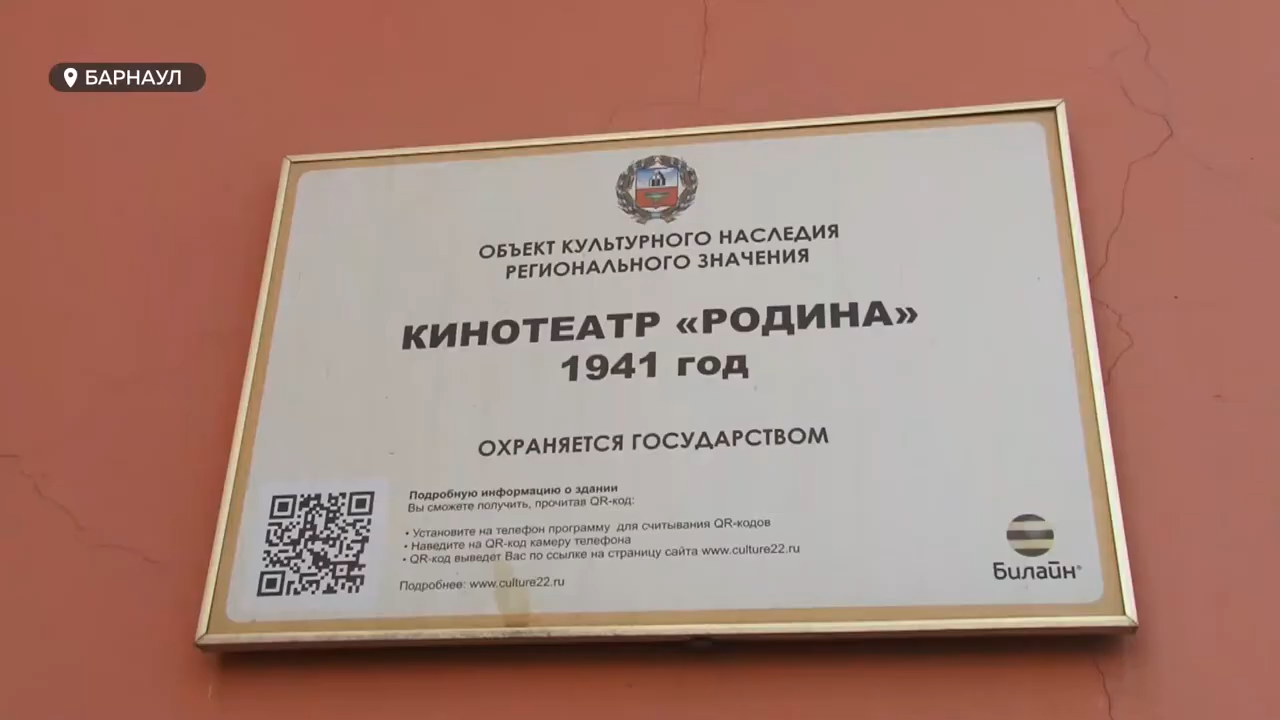 БАРНАУЛ
ОБЪЕКТ КУЛЬТУРНОГО НАСЛЕДИЯ
РЕГИОНАЛЬНОГО ЗНАЧЕНИЯ
КИНОТЕАТР «РОДИНА»
1941 год
ОХРАНЯЕТСЯ ГОСУДАРСТВОМ
Подробную информацию о здании
Вы сможете получить, прочитав QR-код:
• Установите на телефон программу для считывания QR-кодов
• Наведите на QR-код камеру телефона
• QR-код выведет Вас по ссылке на страницу сайта www.culture22.ru
Подробнее: www.culture22.ru
Билайн®